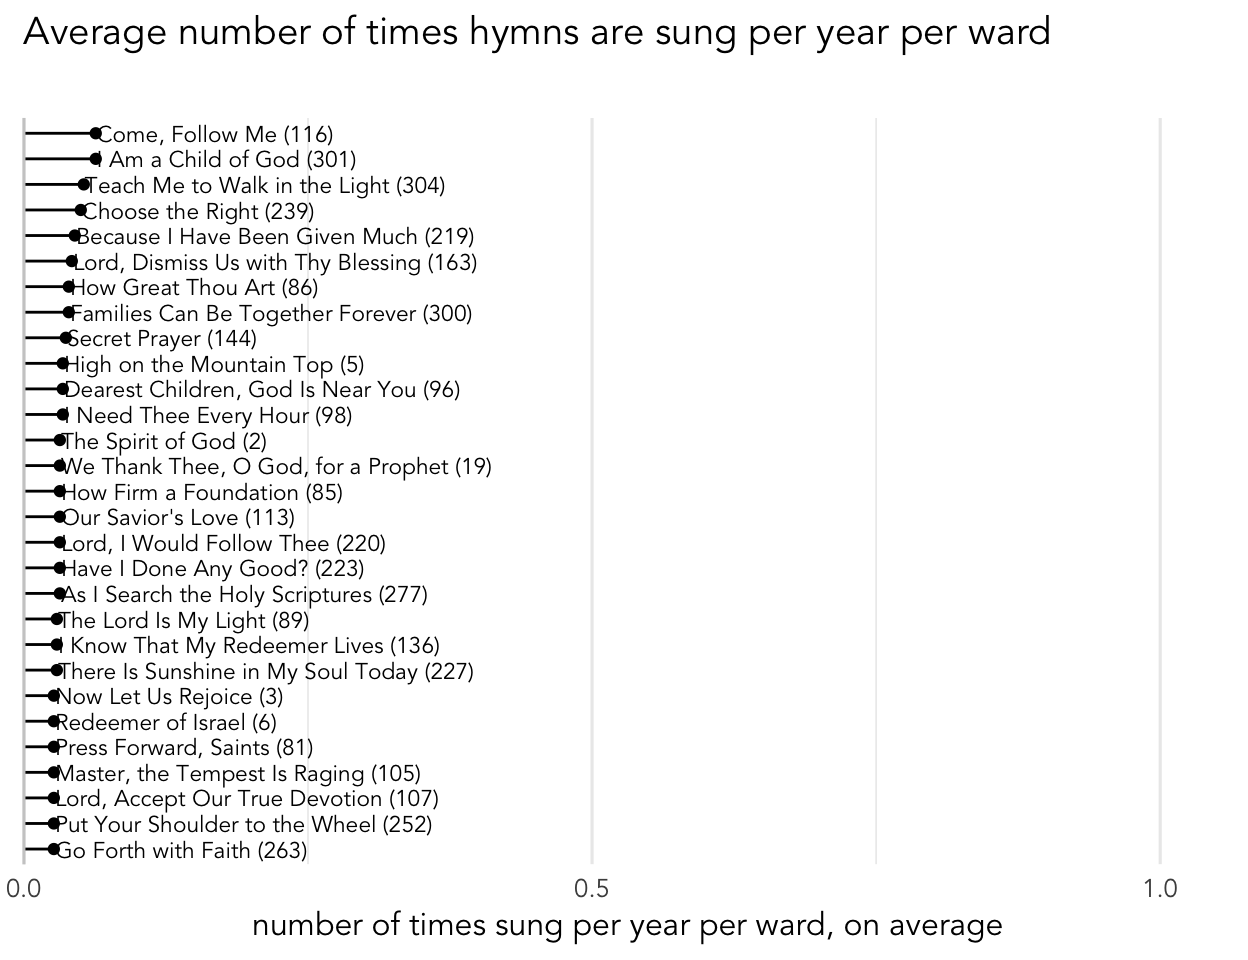 Average number of times hymns are sung per year per ward
Come, Follow Me (116)
I Am a Child of God (301)
Teach Me to Walk in the Light (304)
Choose the Right (239)
Because I Have Been Given Much (219)
Lord, Dismiss Us with Thy Blessing (163)
How Great Thou Art (86)
Families Can Be Together Forever (300)
Secret Prayer (144)
High on the Mountain Top (5)
Dearest Children, God Is Near You (96)
I Need Thee Every Hour (98)
The Spirit of God (2)
We Thank Thee, O God, for a Prophet (19)
How Firm a Foundation (85)
Our Savior's Love (113)
Lord, I Would Follow Thee (220)
Have I Done Any Good? (223)
As I Search the Holy Scriptures (277)
The Lord Is My Light (89)
I Know That My Redeemer Lives (136)
There Is Sunshine in My Soul Today (227)
Now Let Us Rejoice (3)
Redeemer of Israel (6)
Press Forward, Saints (81)
Master, the Tempest Is Raging (105)
Lord, Accept Our True Devotion (107)
Put Your Shoulder to the Wheel (252)
Go Forth with Faith (263)
0.0 0.5 1.0
number of times sung per year per ward, on average